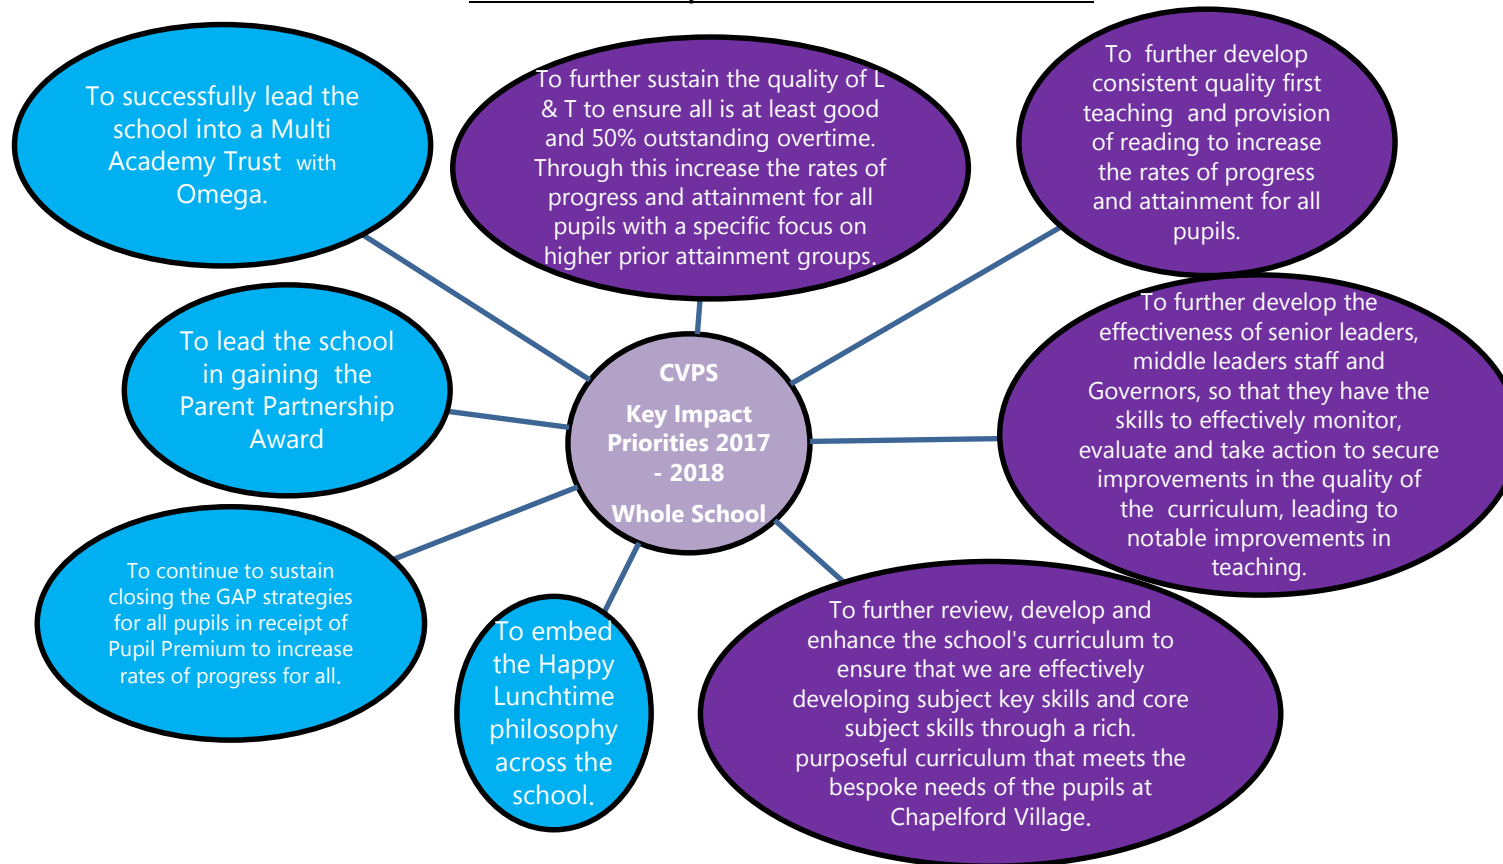 To successfully lead the
school into a Multi
Academy Trust with
Omega.
To further sustain the quality of L
& T to ensure all is at least good
and 50% outstanding overtime.
Through this increase the rates of
progress and attainment for all
pupils with a specific focus on
higher prior attainment groups.
To further develop
consistent quality first
teaching and provision
of reading to increase
the rates of progress
and attainment for all
pupils.
To lead the school
in gaining the
Parent Partnership
Award
CVPS
Key Impact
Priorities 2017
- 2018
Whole School
To further develop the
effectiveness of senior leaders,
middle leaders staff and
Governors, so that they have the
skills to effectively monitor,
evaluate and take action to secure
improvements in the quality of
the curriculum, leading to
notable improvements in
teaching.
To continue to sustain
closing the GAP strategies
for all pupils in receipt of
Pupil Premium to increase
rates of progress for all.
To embed
the Happy
Lunchtime
philosophy
across the
school.
To further review, develop and
enhance the school's curriculum to
ensure that we are effectively
developing subject key skills and core
subject skills through a rich.
purposeful curriculum that meets the
bespoke needs of the pupils at
Chapelford Village.